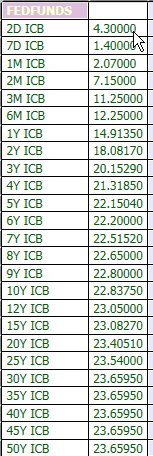 FEDFUNDS
2D ICB 4.30000
7D ICB 1.40000
1M ICB 2.07000
2M ICB 7.15000
3M ICB 11.25000
6M ICB 12.25000
1Y ICB 14.91350
2Y ICB 18.08170
3Y ICB 20.15290
4Y ICB 21.31850
5Y ICB 22.15040
6Y ICB 22.20000
7Y ICB 22.51520
8Y ICB 22.65000
9Y ICB 22.80000
10Y ICB 22.83750
12Y ICB 23.05000
15Y ICB 23.08270
20Y ICB 23.40510
25Y ICB 23.54000
30Y ICB 23.65950
35Y ICB 23.65950
40Y ICB 23.65950
45Y ICB 23.65950
50Y ICB 23.65950